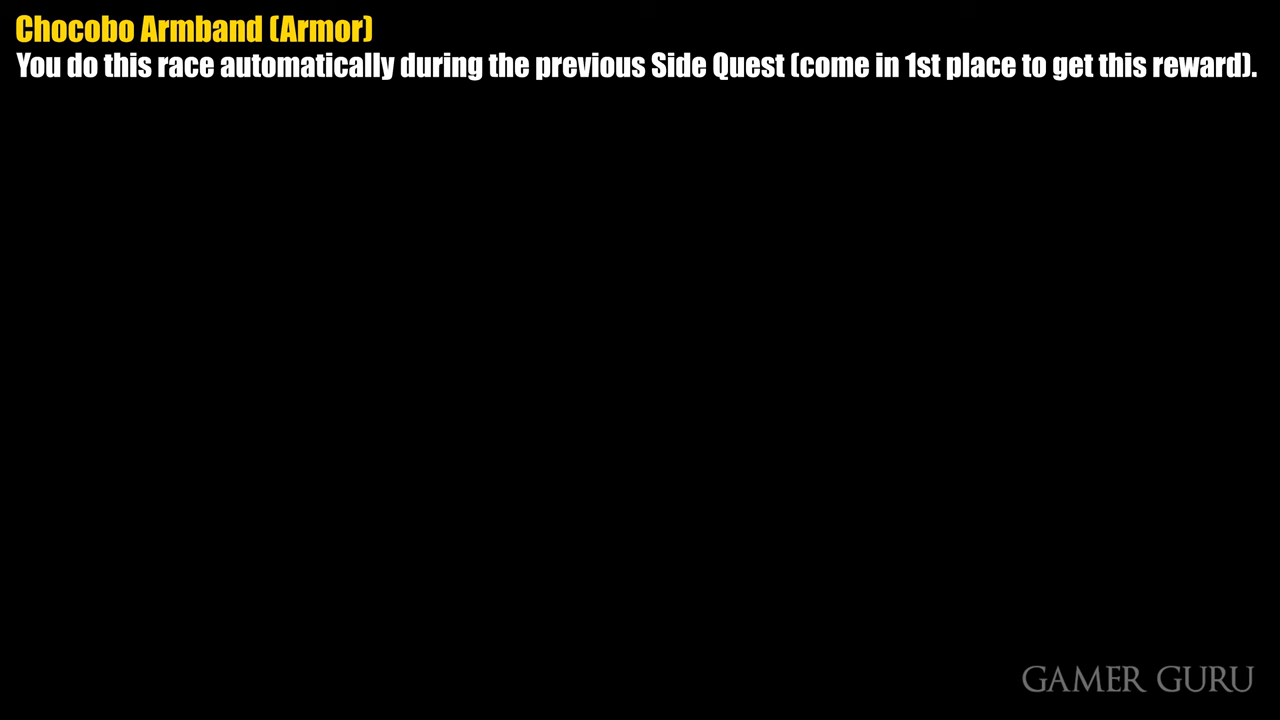 Chocobo Armband (Armor)
You do this race automatically during the previous Side Quest (come in 1st place to get this reward).
GAMER GURU